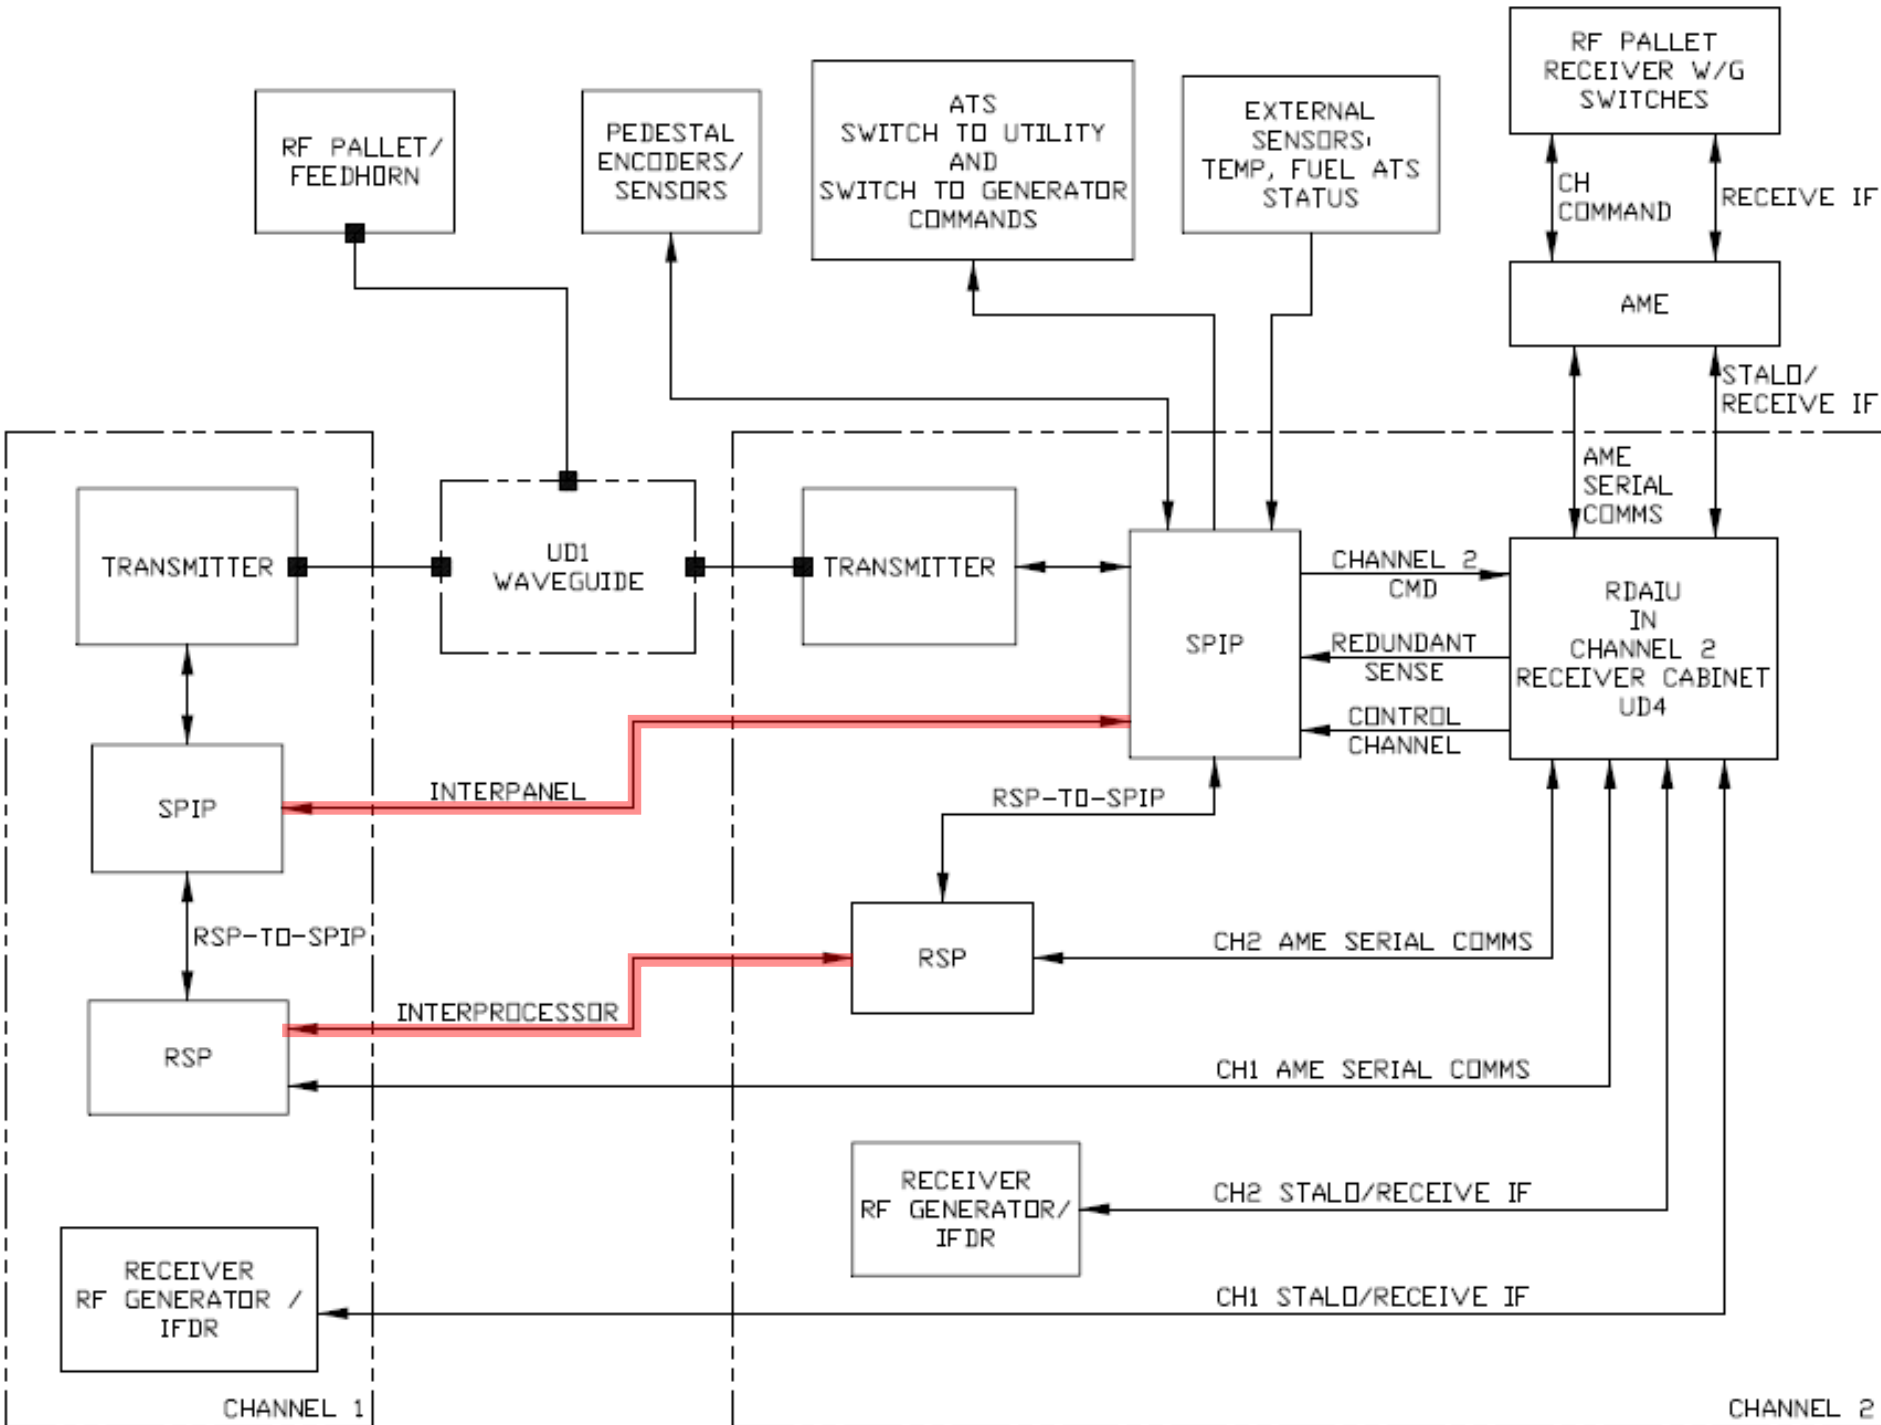 RF PALLET
RECEIVER W/G
SWITCHES
RF PALLET/
FEEDHORN
PEDESTAL
ENCODERS/
SENSORS
ATS
SWITCH TO UTILITY
AND
SWITCH TO GENERATOR
COMMANDS
EXTERNAL
SENSORS,
TEMP, FUEL ATS
STATUS
CH
COMMAND
RECEIVE IF
AME
STALO/
RECEIVE IF
AME
SERIAL
COMMS
TRANSMITTER
UD1
WAVEGUIDE
TRANSMITTER
SPIP
CHANNEL 2
CMD
REDUNDANT
SENSE
CONTROL
CHANNEL
RDAIU
IN
CHANNEL 2
RECEIVER CABINET
UD4
SPIP
INTERPANEL
RSP-TO-SPIP
RSP-TO-SPIP
RSP
CH2 AME SERIAL COMMS
INTERPROCESSOR
RSP
CH1 AME SERIAL COMMS
RECEIVER
RF GENERATOR/
IFDR
CH2 STALO/RECEIVE IF
RECEIVER
RF GENERATOR /
IFDR
CH1 STALO/RECEIVE IF
CHANNEL 1
CHANNEL 2